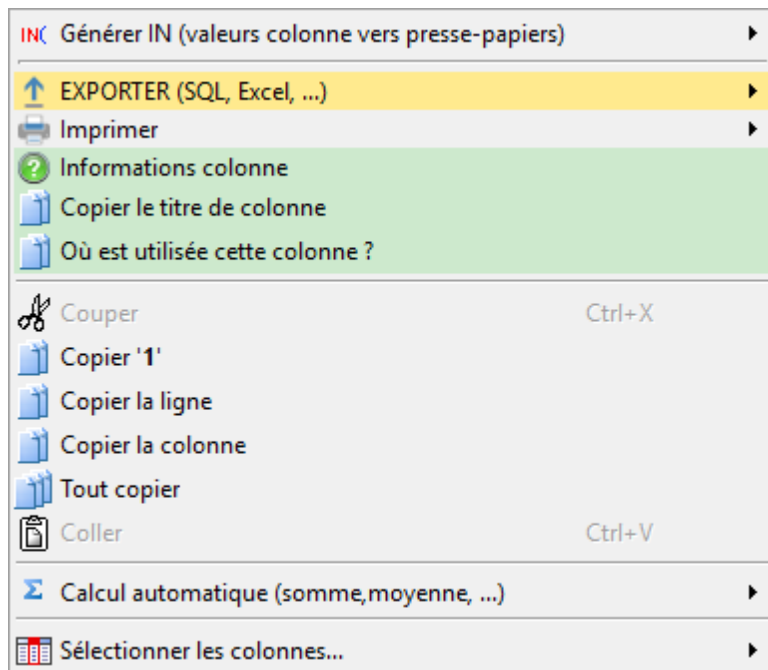 IN( Générer IN (valeurs colonne vers presse-papiers)
EXPORTER (SQL, Excel, ...)
Imprimer
? Informations colonne
Copier le titre de colonne
Où est utilisée cette colonne ?
Couper Ctrl+X
Copier '1'
Copier la ligne
Copier la colonne
Tout copier
Coller Ctrl+V
Σ Calcul automatique (somme,moyenne, ...)
Sélectionner les colonnes...